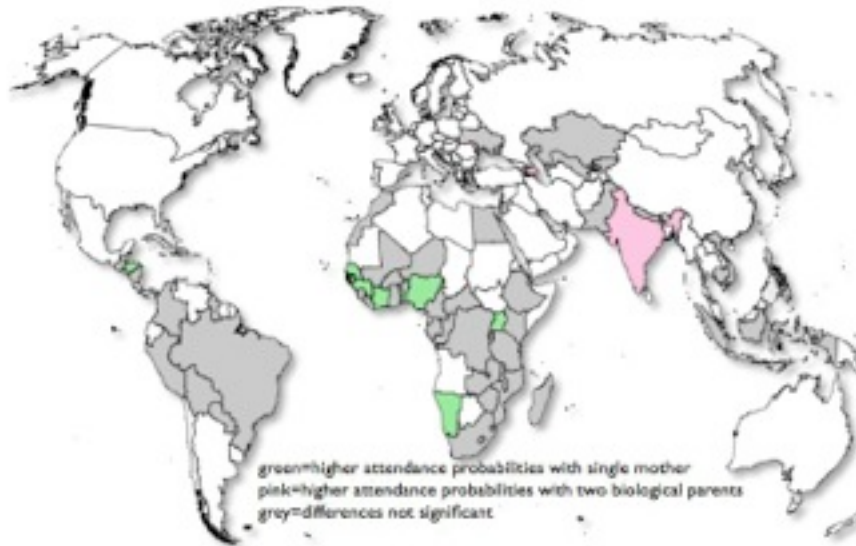 green=higher attendance probabilities with single mother
pink=higher attendance probabilities with two biological parents
grey=differences not significant